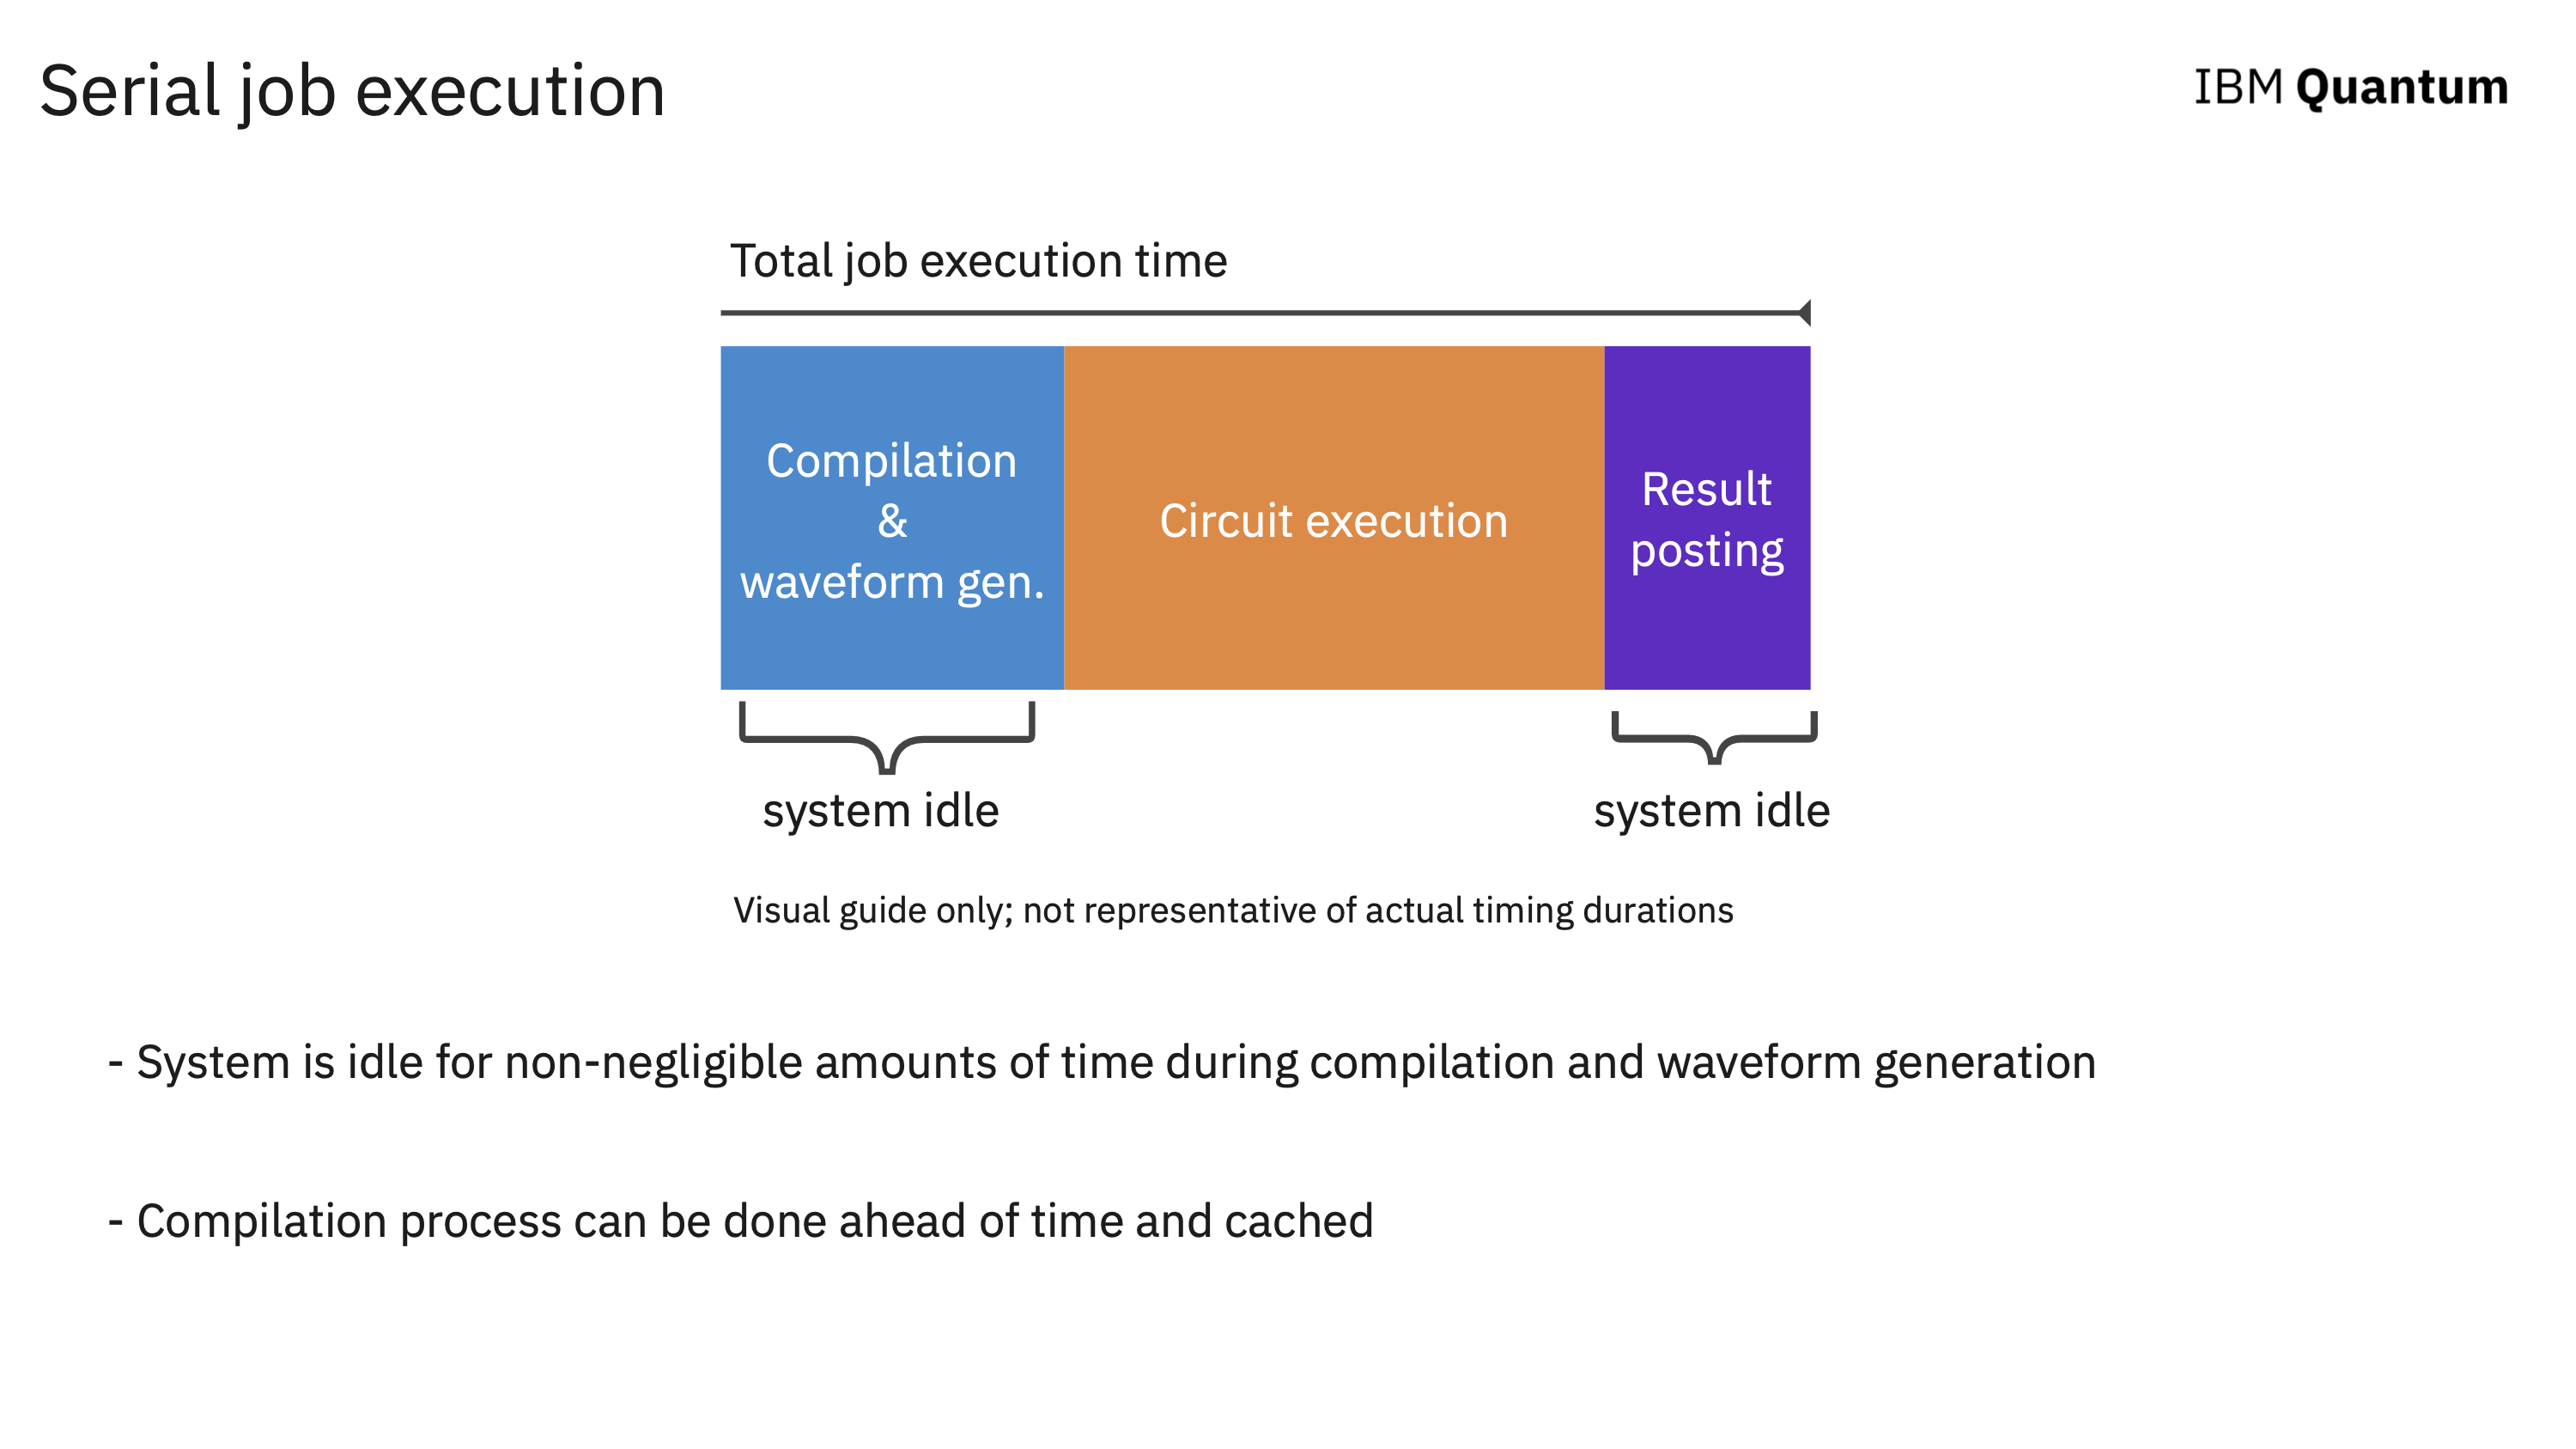 Serial job execution
IBM Quantum
Total job execution time
Compilation
&
waveform gen.
Circuit execution
Result
posting
system idle
system idle
Visual guide only; not representative of actual timing durations
- System is idle for non-negligible amounts of time during compilation and waveform generation
- Compilation process can be done ahead of time and cached